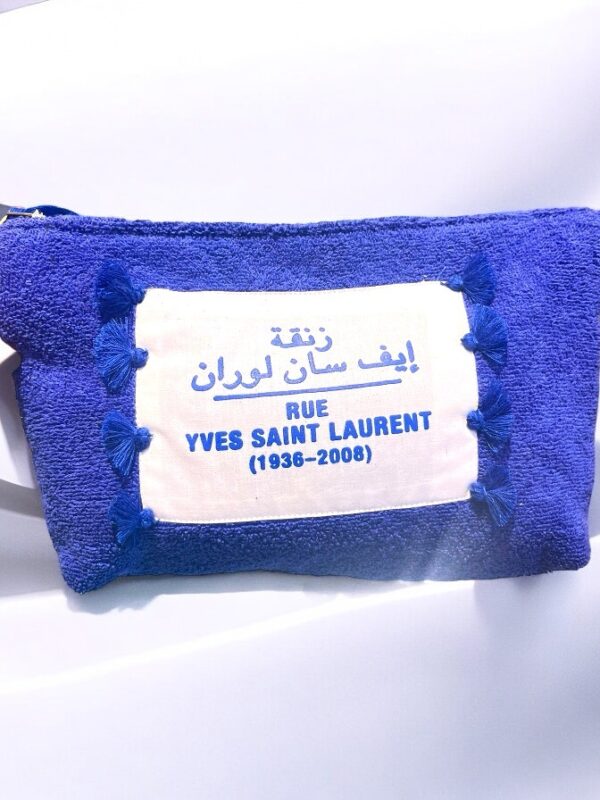 زنقة
إيف سان لوران
RUE
YVES SAINT LAURENT
(1936-2008)